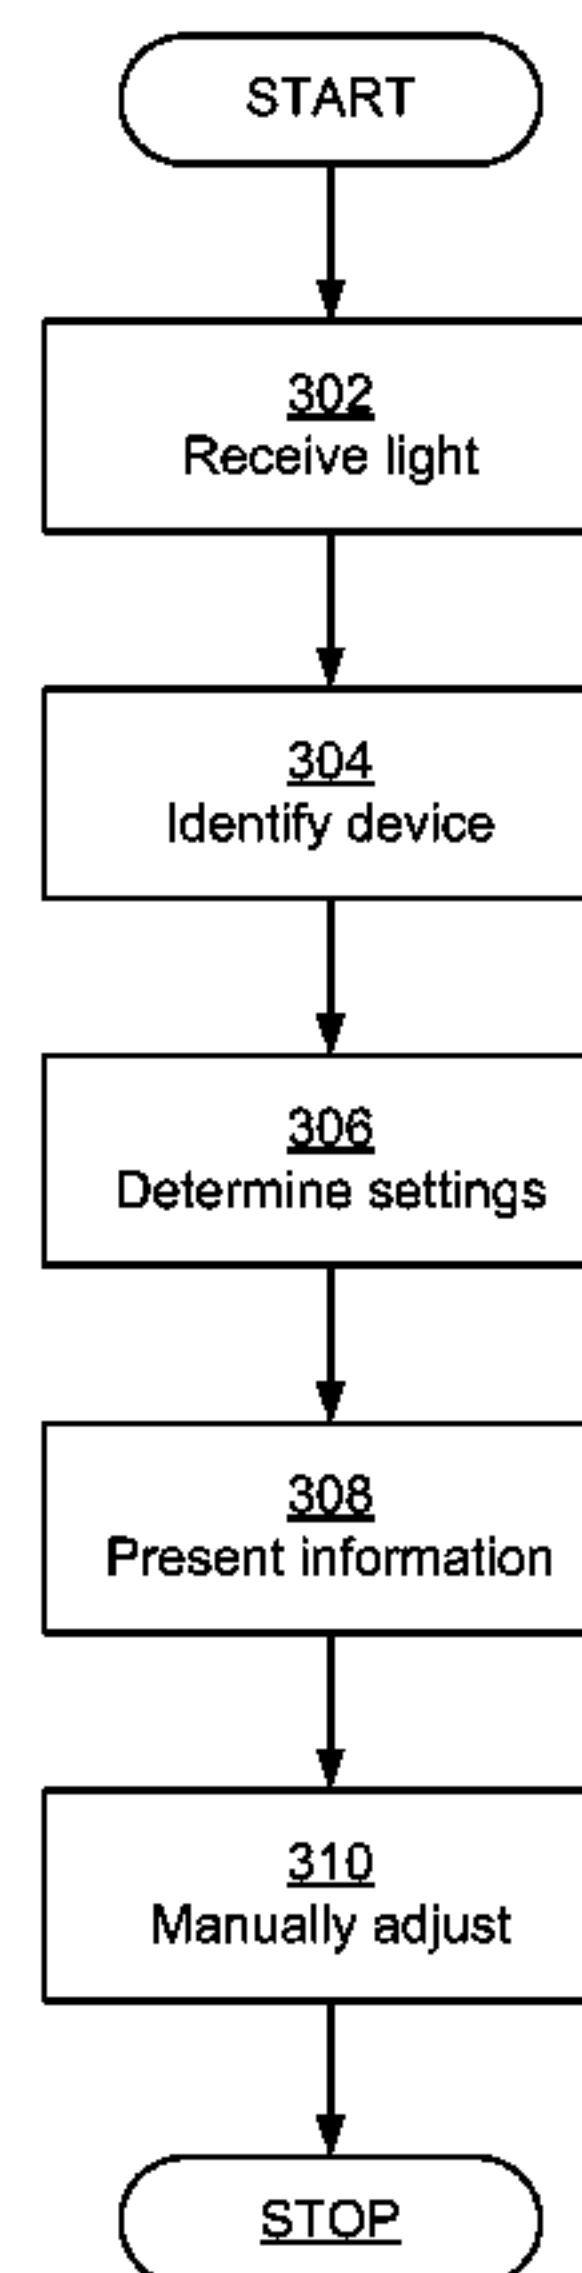 START
302
Receive light
304
Identify device
306
Determine settings
308
Present information
310
Manually adjust
STOP